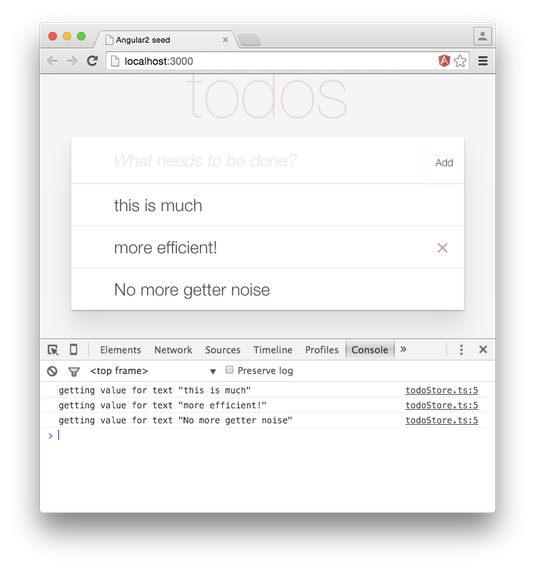 Angular2 seed
localhost:3000
todos
What needs to be done?
Add
this is much
more efficient!
No more getter noise
Elements Network Sources Timeline Profiles Console »
<top frame> Preserve log
getting value for text "this is much" todoStore.ts:5
getting value for text "more efficient!" todoStore.ts:5
getting value for text "No more getter noise" todoStore.ts:5